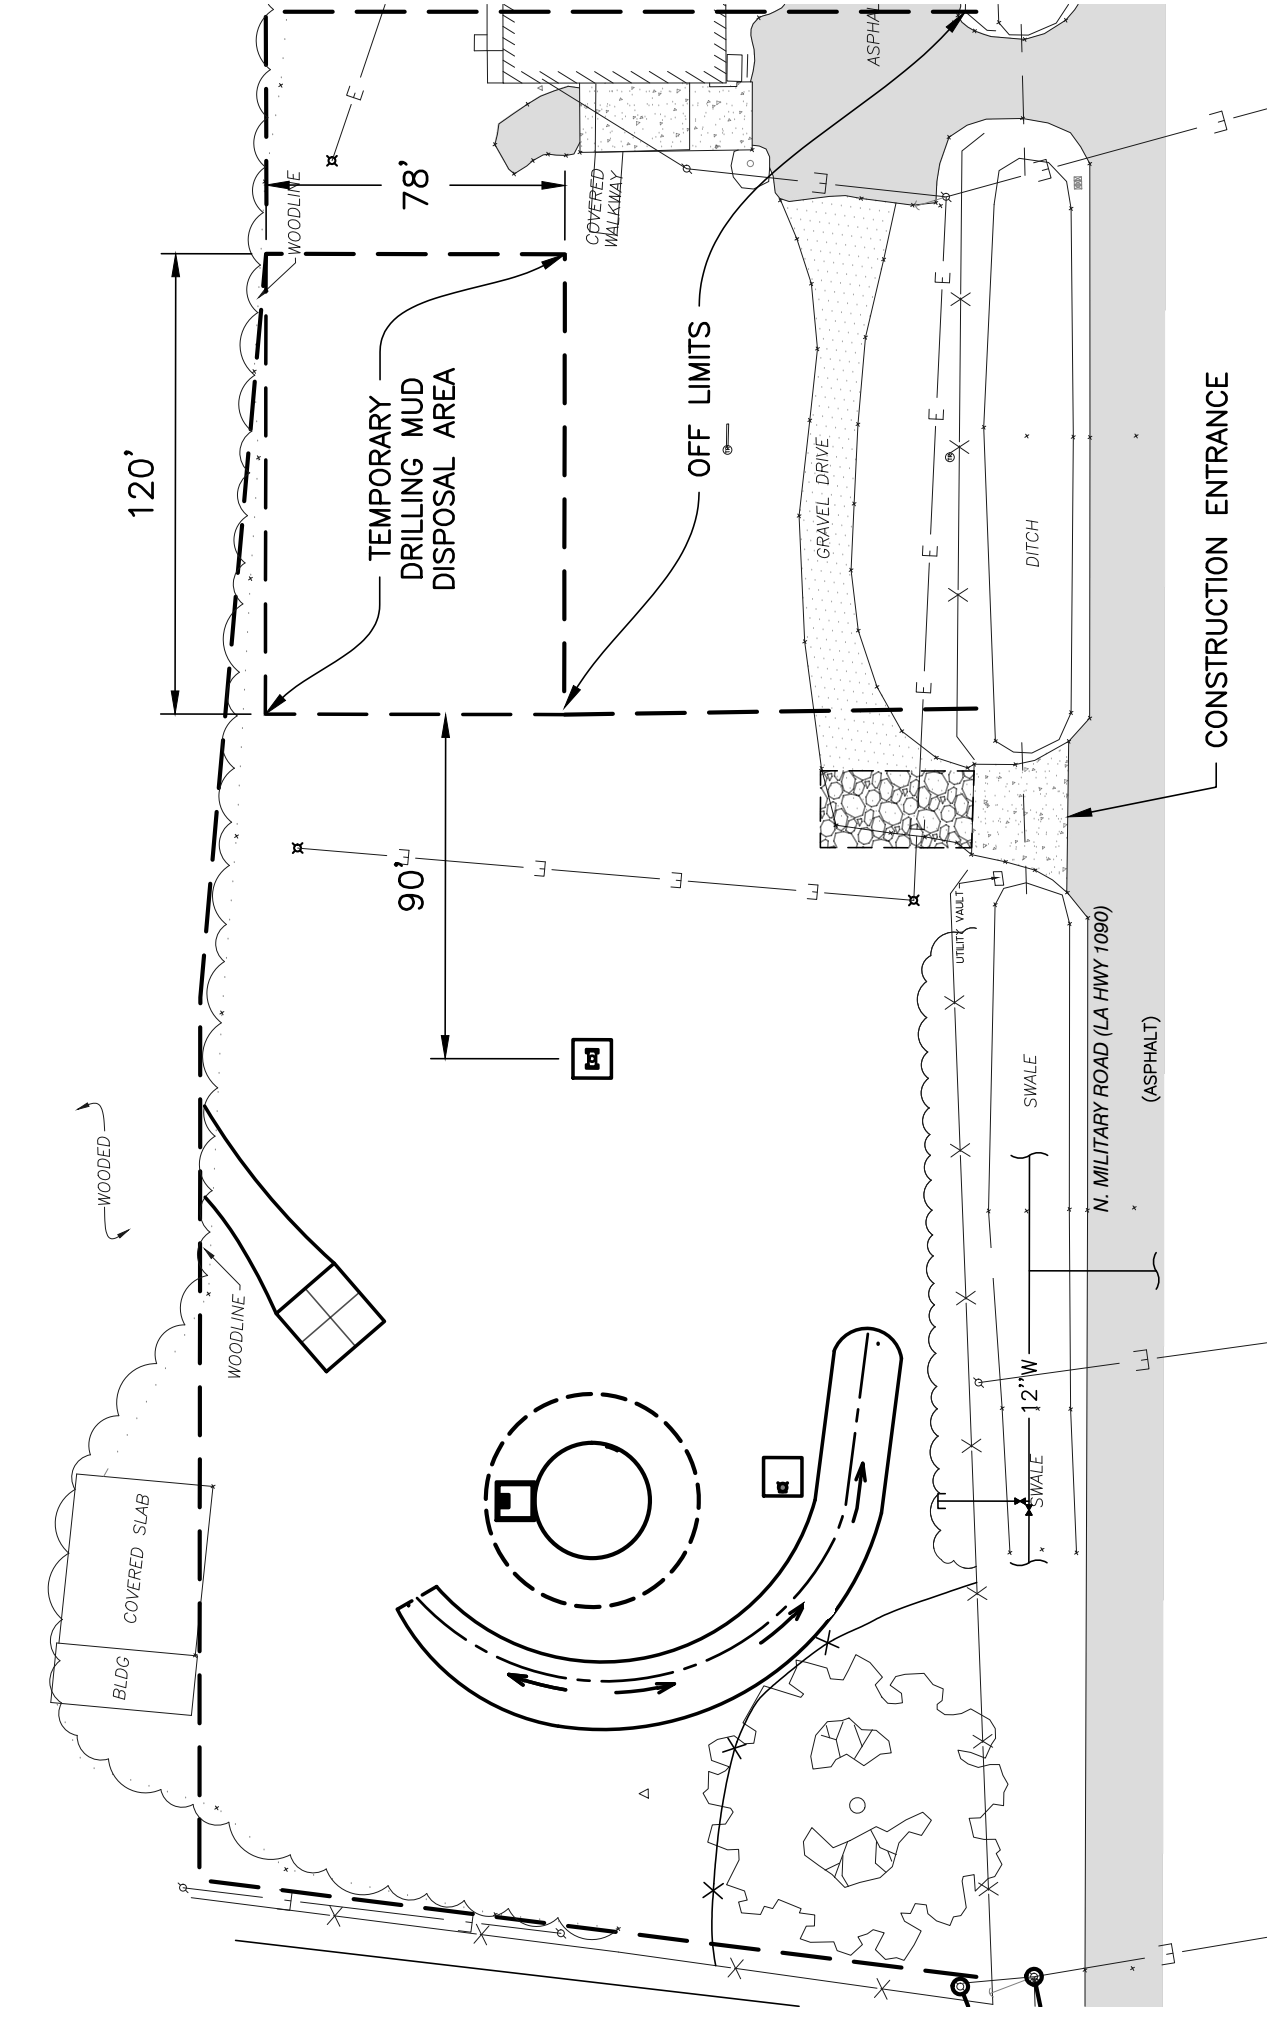 ASPHAL
E
E
E
E
WOODLINE
78'
COVERED
WALKWAY
120'
TEMPORARY
DRILLING MUD
DISPOSAL AREA
OFF LIMITS
GRAVEL DRIVE
E
E
E
E
DITCH
CONSTRUCTION ENTRANCE
90'
E
E
E
E
E
UTILITY VAULT
SWALE
N. MILITARY ROAD (LA HWY 1090)
(ASPHALT)
WOODED
WOODLINE
12"W
E
SWALE
COVERED SLAB
BLDG
E
E
E